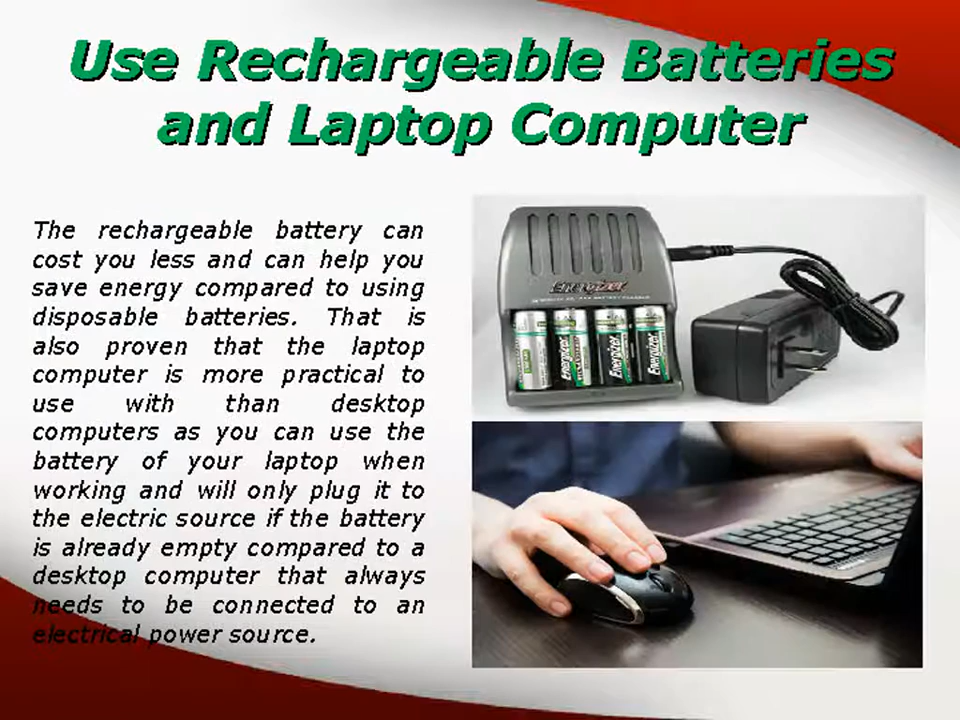 Use Rechargeable Batteries
and Laptop Computer
The rechargeable battery can
cost you less and can help you
save energy compared to using
disposable batteries. That is
also proven that the laptop
computer is more practical to
use with than desktop
computers as you can use the
battery of your laptop when
working and will only plug it to
the electric source if the battery
is already empty compared to a
desktop computer that always
needs to be connected to an
electrical power source.
Energizer
Energizer
Energizer
Energizer